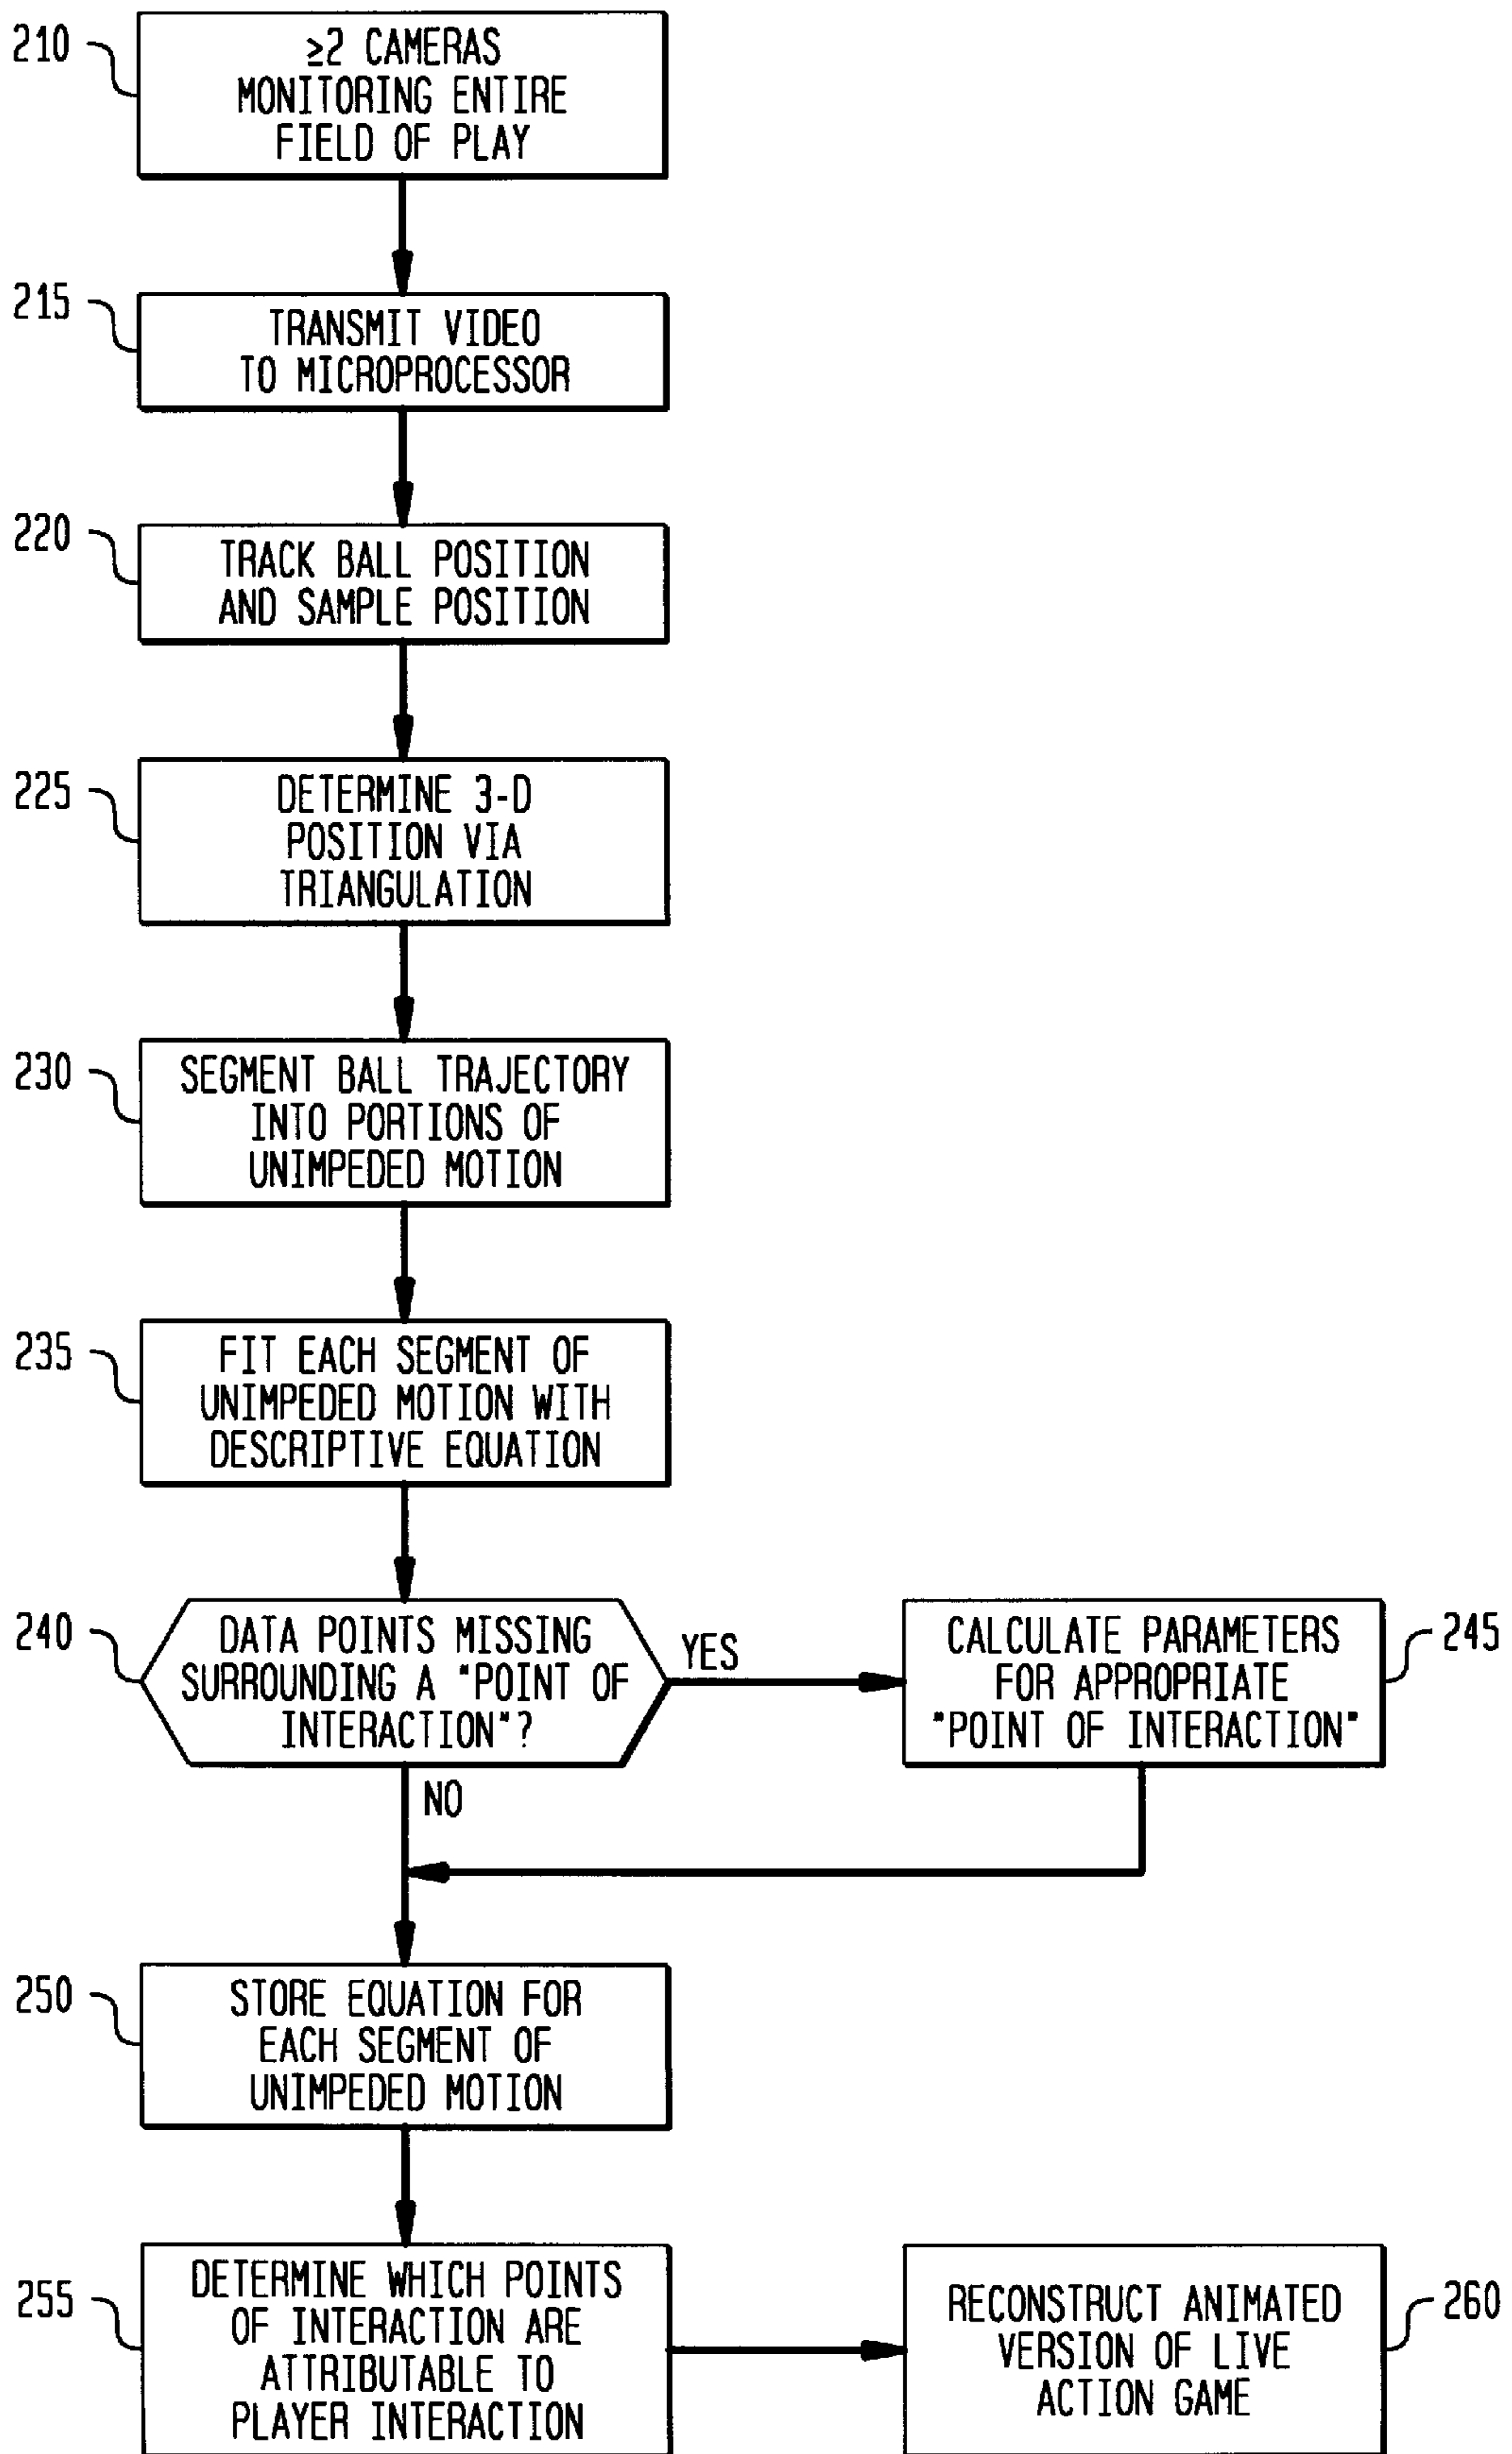 210
≥2 CAMERAS
MONITORING ENTIRE
FIELD OF PLAY
215
TRANSMIT VIDEO
TO MICROPROCESSOR
220
TRACK BALL POSITION
AND SAMPLE POSITION
225
DETERMINE 3-D
POSITION VIA
TRIANGULATION
230
SEGMENT BALL TRAJECTORY
INTO PORTIONS OF
UNIMPEDED MOTION
235
FIT EACH SEGMENT OF
UNIMPEDED MOTION WITH
DESCRIPTIVE EQUATION
240
DATA POINTS MISSING
SURROUNDING A "POINT OF
INTERACTION"?
YES
NO
CALCULATE PARAMETERS
FOR APPROPRIATE
"POINT OF INTERACTION"
245
250
STORE EQUATION FOR
EACH SEGMENT OF
UNIMPEDED MOTION
255
DETERMINE WHICH POINTS
OF INTERACTION ARE
ATTRIBUTABLE TO
PLAYER INTERACTION
RECONSTRUCT ANIMATED
VERSION OF LIVE
ACTION GAME
260